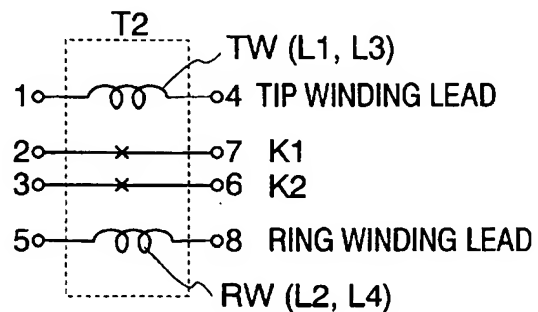 T2
TW (L1, L3)
1 4 TIP WINDING LEAD
2 7 K1
3 6 K2
5 8 RING WINDING LEAD
RW (L2, L4)